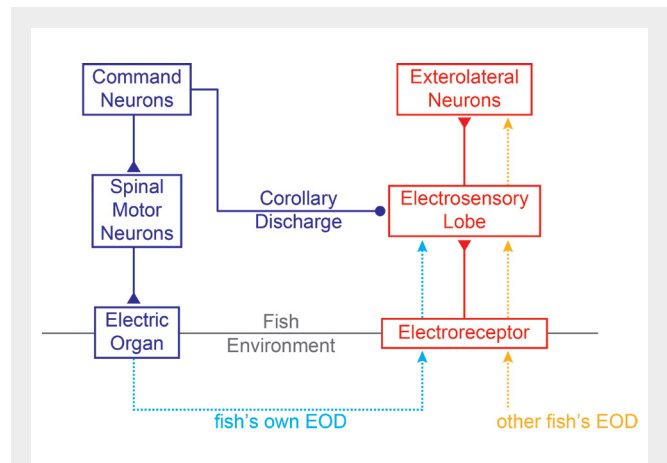 Command
Neurons
Exterolateral
Neurons
Spinal
Motor
Neurons
Corollary
Discharge
Electrosensory
Lobe
Electric
Organ
Fish
Environment
Electroreceptor
fish's own EOD
other fish's EOD